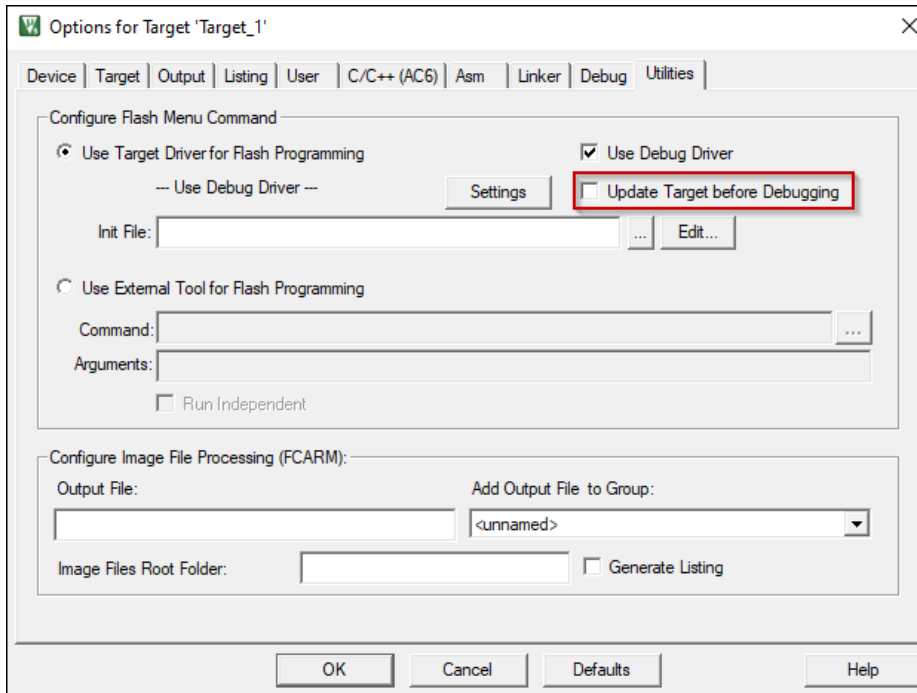 Options for Target 'Target_1'
Device Target Output Listing User C/C++ (AC6) Asm Linker Debug Utilities
Configure Flash Menu Command
Use Target Driver for Flash Programming Use Debug Driver
--- Use Debug Driver --- Settings Update Target before Debugging
Init File: ... Edit...
Use External Tool for Flash Programming
Command: ...
Arguments:
Run Independent
Configure Image File Processing (FCARM):
Output File: Add Output File to Group:
<unnamed>
Image Files Root Folder: Generate Listing
OK Cancel Defaults Help